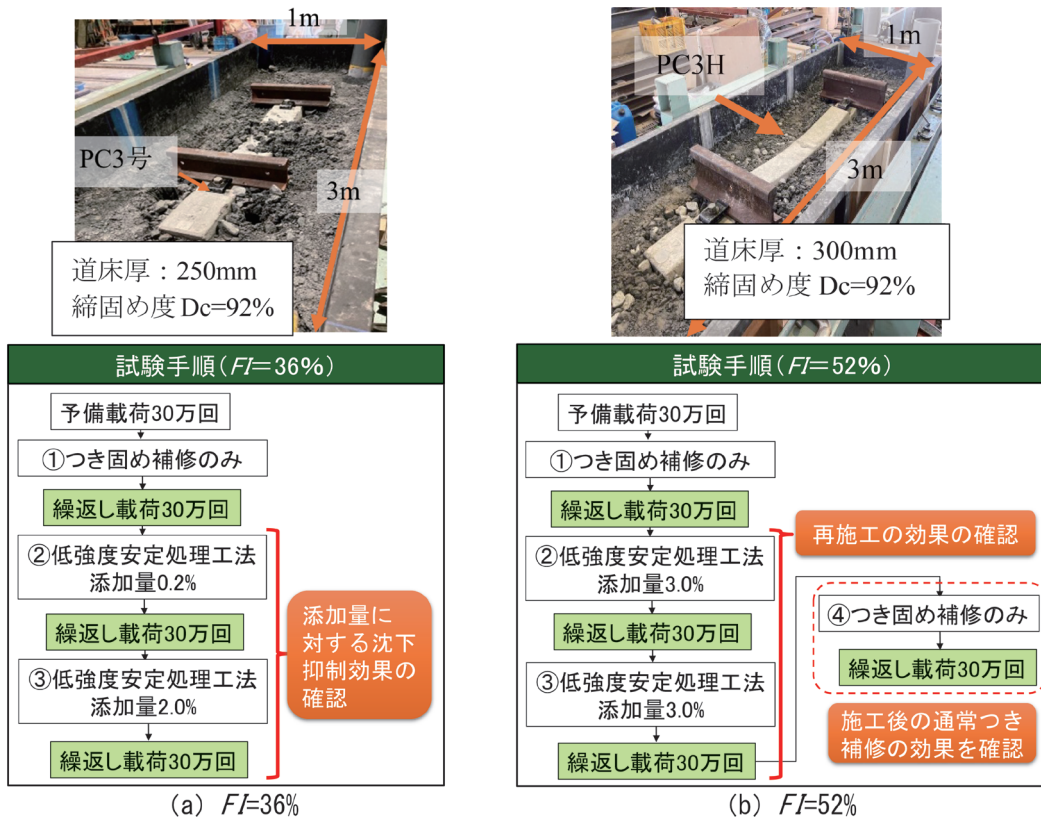 1m
PC3号
3m
道床厚：250mm
締固め度 Dc=92%
1m
PC3H
3m
道床厚：300mm
締固め度 Dc=92%
試験手順(FI=36%)
予備載荷30万回
①つき固め補修のみ
繰返し載荷30万回
②低強度安定処理工法
添加量0.2%
繰返し載荷30万回
③低強度安定処理工法
添加量2.0%
繰返し載荷30万回
添加量に
対する沈下
抑制効果の
確認
(a) FI=36%
試験手順(FI=52%)
予備載荷30万回
①つき固め補修のみ
繰返し載荷30万回
②低強度安定処理工法
添加量3.0%
繰返し載荷30万回
③低強度安定処理工法
添加量3.0%
繰返し載荷30万回
再施工の効果の確認
④つき固め補修のみ
繰返し載荷30万回
施工後の通常つき
補修の効果を確認
(b) FI=52%